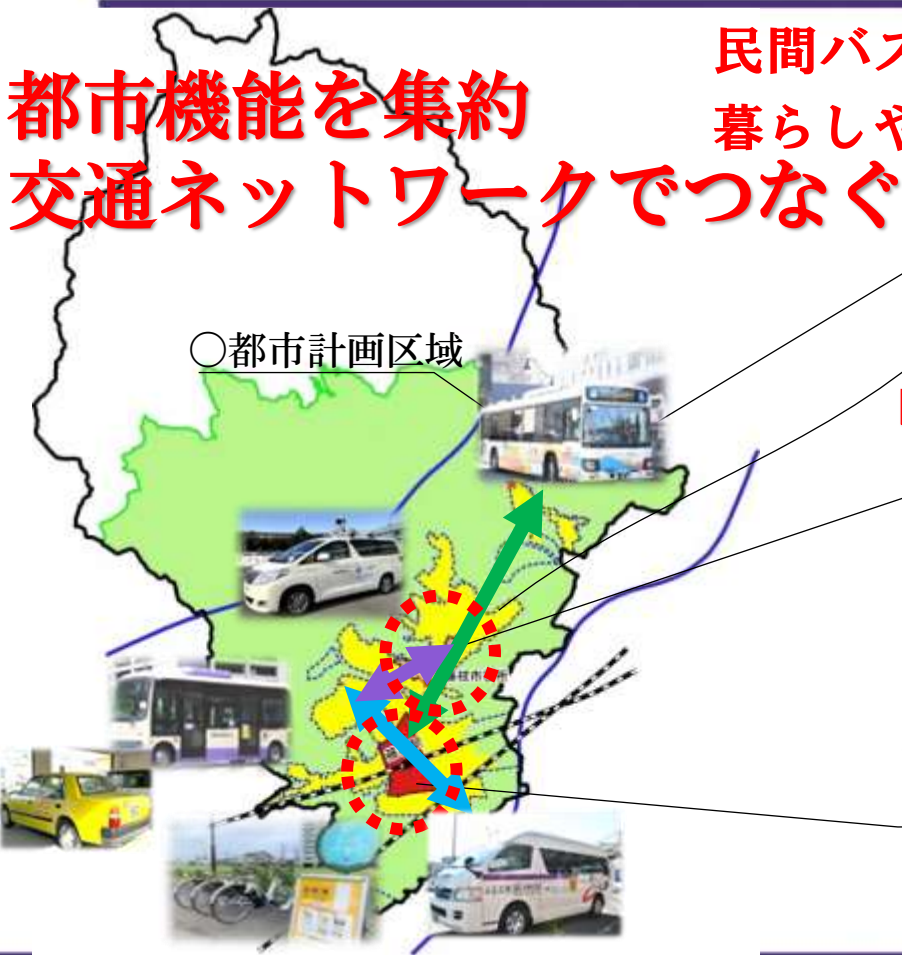 都市機能を集約
交通ネットワークでつなぐ
民間バス
暮らしや
○都市計画区域